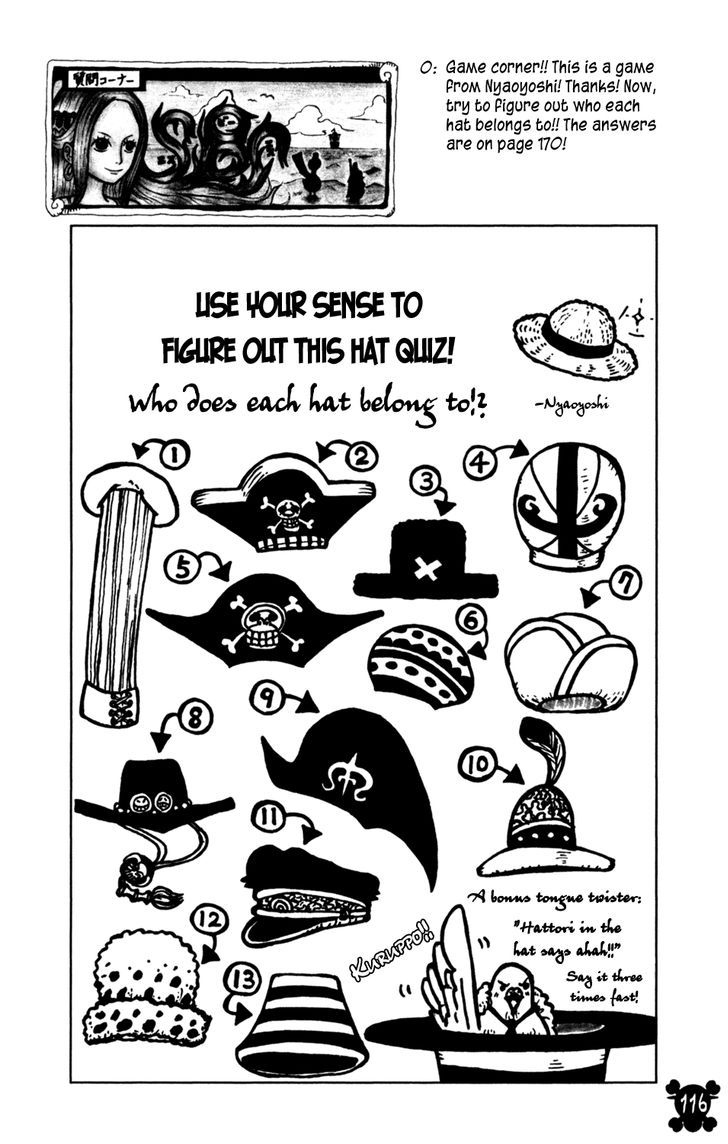 質問コーナー
SBS
O: Game corner!! This is a game
from Nyaoyoshi! Thanks! Now,
try to figure out who each
hat belongs to!! The answers
are on page 170!
USE YOUR SENSE TO
FIGURE OUT THIS HAT QUIZ!
Who does each hat belong to!?
-Nyaoyoshi
1
2
3
4
5
6
7
8
9
10
11
12
13
A bonus tongue twister:
"Hattori in the
hat says ahah!!"
Say it three
times fast!
KURUPPO!!
116